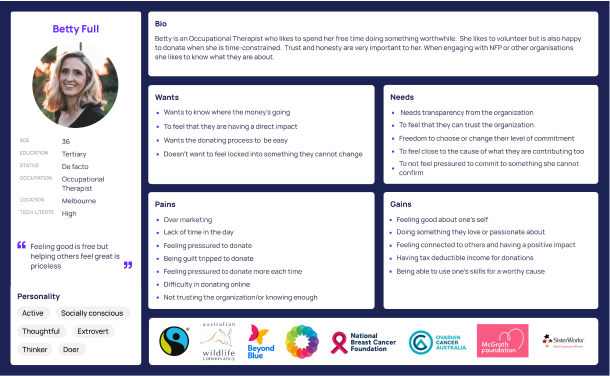 Betty Full
AGE 36
EDUCATION Tertiary
STATUS De facto
OCCUPATION Occupational
Therapist
LOCATION Melbourne
TECH LITERTE High
“ Feeling good is free but
helping others feel great is
priceless ”
Personality
Active Socially conscious
Thoughtful Extrovert
Thinker Doer
Bio
Betty is an Occupational Therapist who likes to spend her free time doing something worthwhile. She likes to volunteer but is also happy
to donate when she is time-constrained. Trust and honesty are very important to her. When engaging with NFP or other organisations
she likes to know what they are about.
Wants
• Wants to know where the money's going
• To feel that they are having a direct impact
• Wants the donating process to be easy
• Doesn't want to feel locked into something they cannot change
Needs
• Needs transparency from the organization
• To feel that they can trust the organization
• Freedom to choose or change their level of commitment
• To feel close to the cause of what they are contributing too
• To not feel pressured to commit to something she cannot
confirm
Pains
• Over marketing
• Lack of time in the day
• Feeling pressured to donate
• Being guilt tripped to donate
• Feeling pressured to donate more each time
• Difficulty in donating online
• Not trusting the organization/or knowing enough
Gains
• Feeling good about one's self
• Doing something they love or passionate about
• Feeling connected to others and having a positive impact
• Having tax deductible income for donations
• Being able to use one's skills for a worthy cause
australian
wildlife
conservancy
Beyond
Blue
National
Breast Cancer
Foundation
OVARIAN
CANCER
AUSTRALIA
McGrath
foundation
SisterWorks